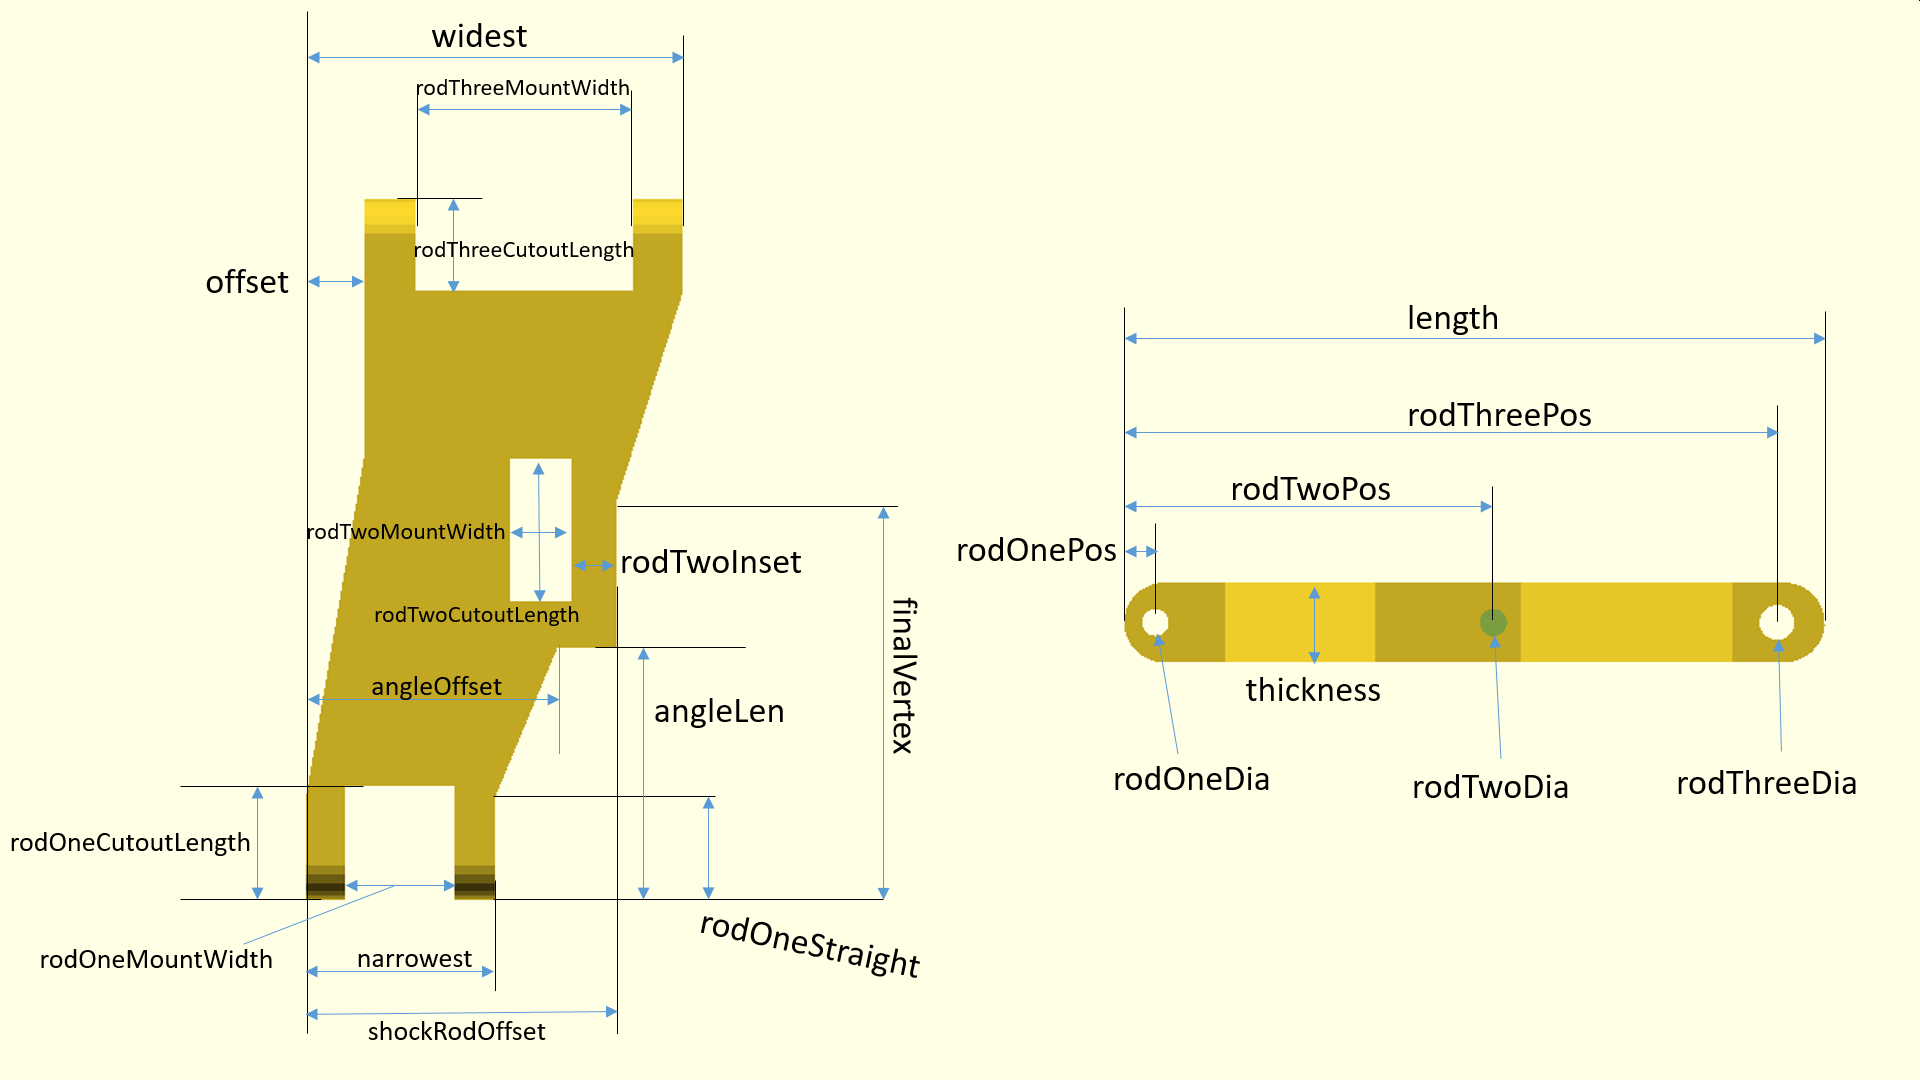 widest
rodThreeMountWidth
rodThreeCutoutLength
offset
rodTwoMountWidth
rodTwoInset
rodTwoCutoutLength
finalVertex
angleOffset
angleLen
rodOneCutoutLength
rodOneStraight
rodOneMountWidth
narrowest
shockRodOffset
length
rodThreePos
rodTwoPos
rodOnePos
thickness
rodOneDia
rodTwoDia
rodThreeDia